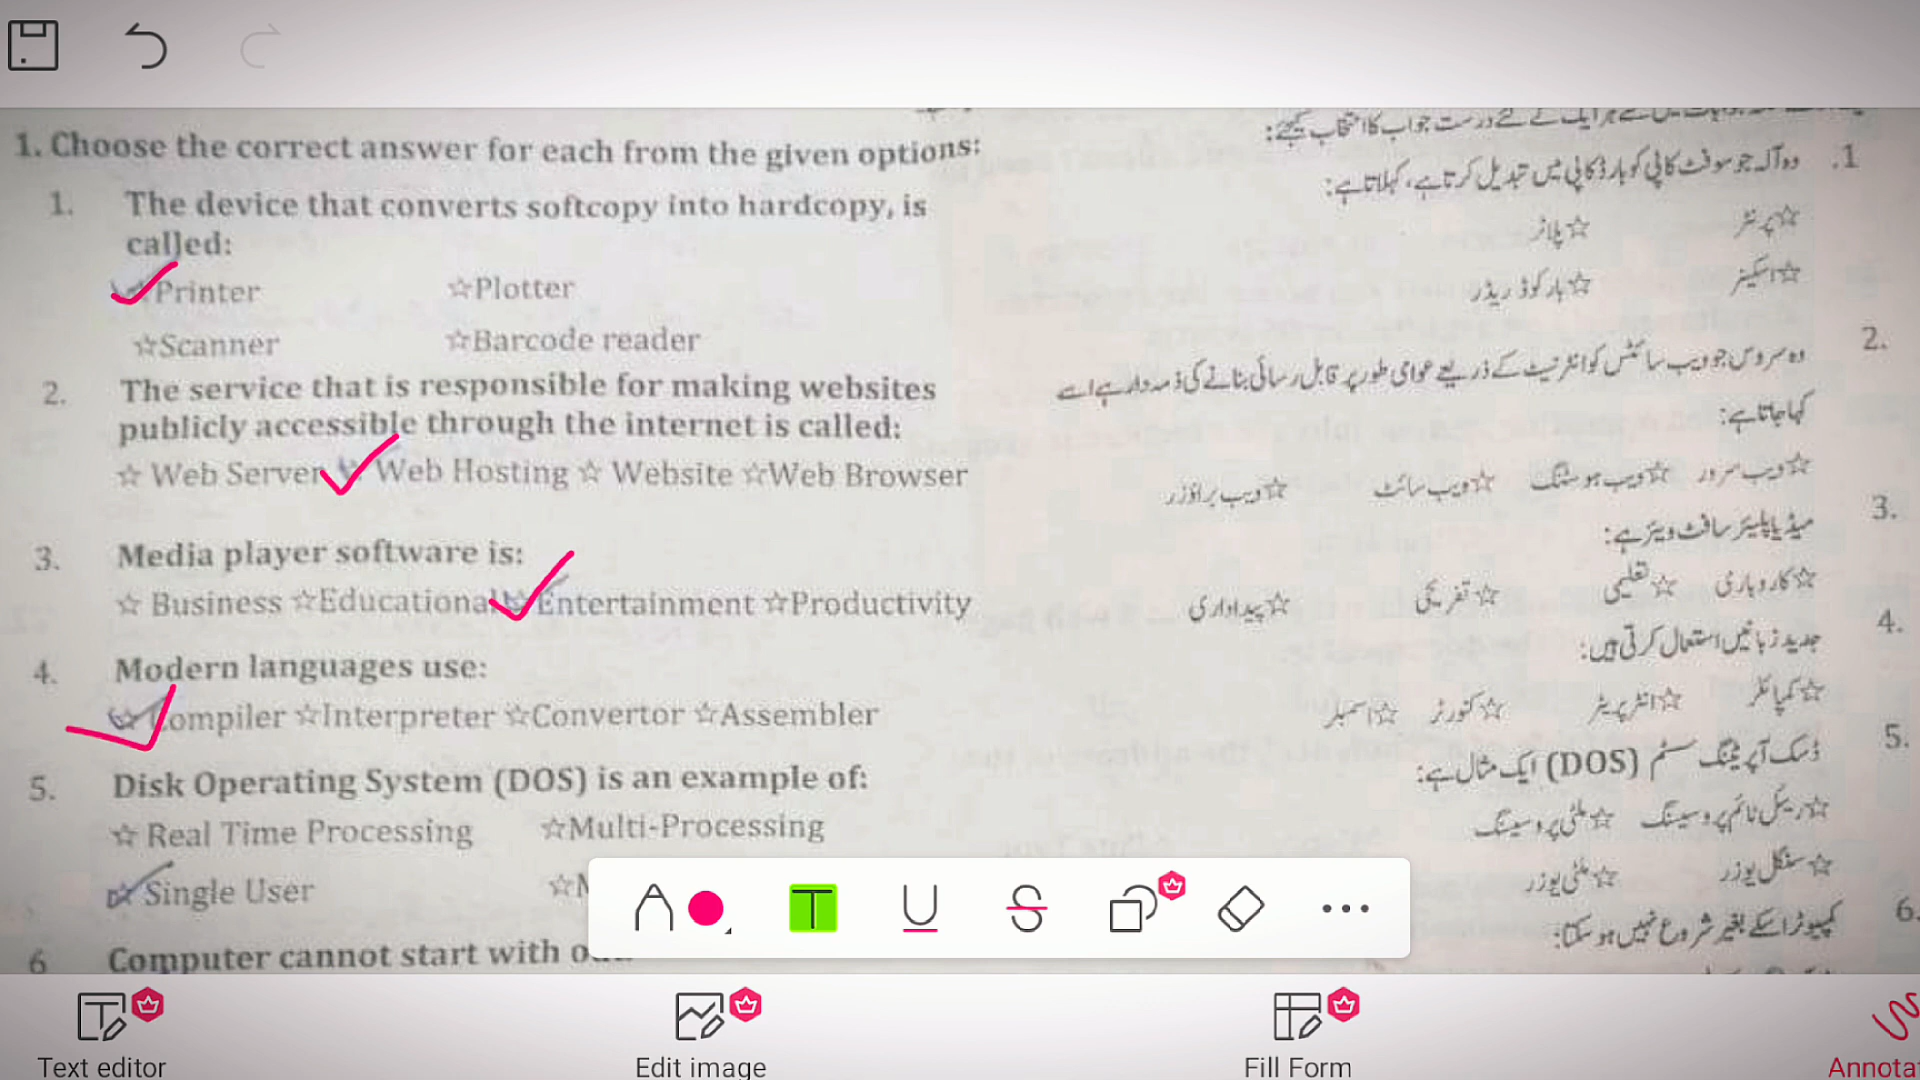 1. Choose the correct answer for each from the given options:
1. The device that converts softcopy into hardcopy, is
called:
Printer ☆Plotter
☆Scanner ☆Barcode reader
2. The service that is responsible for making websites
publicly accessible through the internet is called:
☆ Web Server Web Hosting ☆ Website ☆Web Browser
3. Media player software is:
☆ Business ☆Educational ☆Entertainment ☆Productivity
4. Modern languages use:
☆Compiler ☆Interpreter ☆Convertor ☆Assembler
5. Disk Operating System (DOS) is an example of:
☆ Real Time Processing ☆Multi-Processing
☆Single User ☆M
6 Computer cannot start with
کے لئے درست جواب کا انتخاب کیجئے:
1. وہ آلہ جو سوفٹ کاپی کو ہارڈ کاپی میں تبدیل کرتا ہے، کہلاتا ہے:
☆پرنٹر ☆پلاٹر
☆اسکینر ☆بار کوڈ ریڈر
2. وہ سروس جو ویب سائٹس کو انٹرنیٹ کے ذریعے عوامی طور پر قابل رسائی بنانے کی ذمہ دار ہے اسے
کہا جاتا ہے:
☆ویب سرور ☆ویب ہوسٹنگ ☆ویب سائٹ ☆ویب براؤزر
3. میڈیا پلیئر سافٹ ویئر ہے:
☆کاروباری ☆تعلیمی ☆تفریحی ☆پیداواری
4. جدید زبانیں استعمال کرتی ہیں:
☆کمپائلر ☆انٹرپریٹر ☆کنورٹر ☆اسمبلر
5. ڈسک آپریٹنگ سسٹم (DOS) ایک مثال ہے:
☆ریئل ٹائم پروسیسنگ ☆ملٹی پروسیسنگ
☆سنگل یوزر ☆ملٹی یوزر
6. کمپیوٹر اسکے بغیر شروع نہیں ہو سکتا:
Text editor
Edit image
Fill Form
Annota